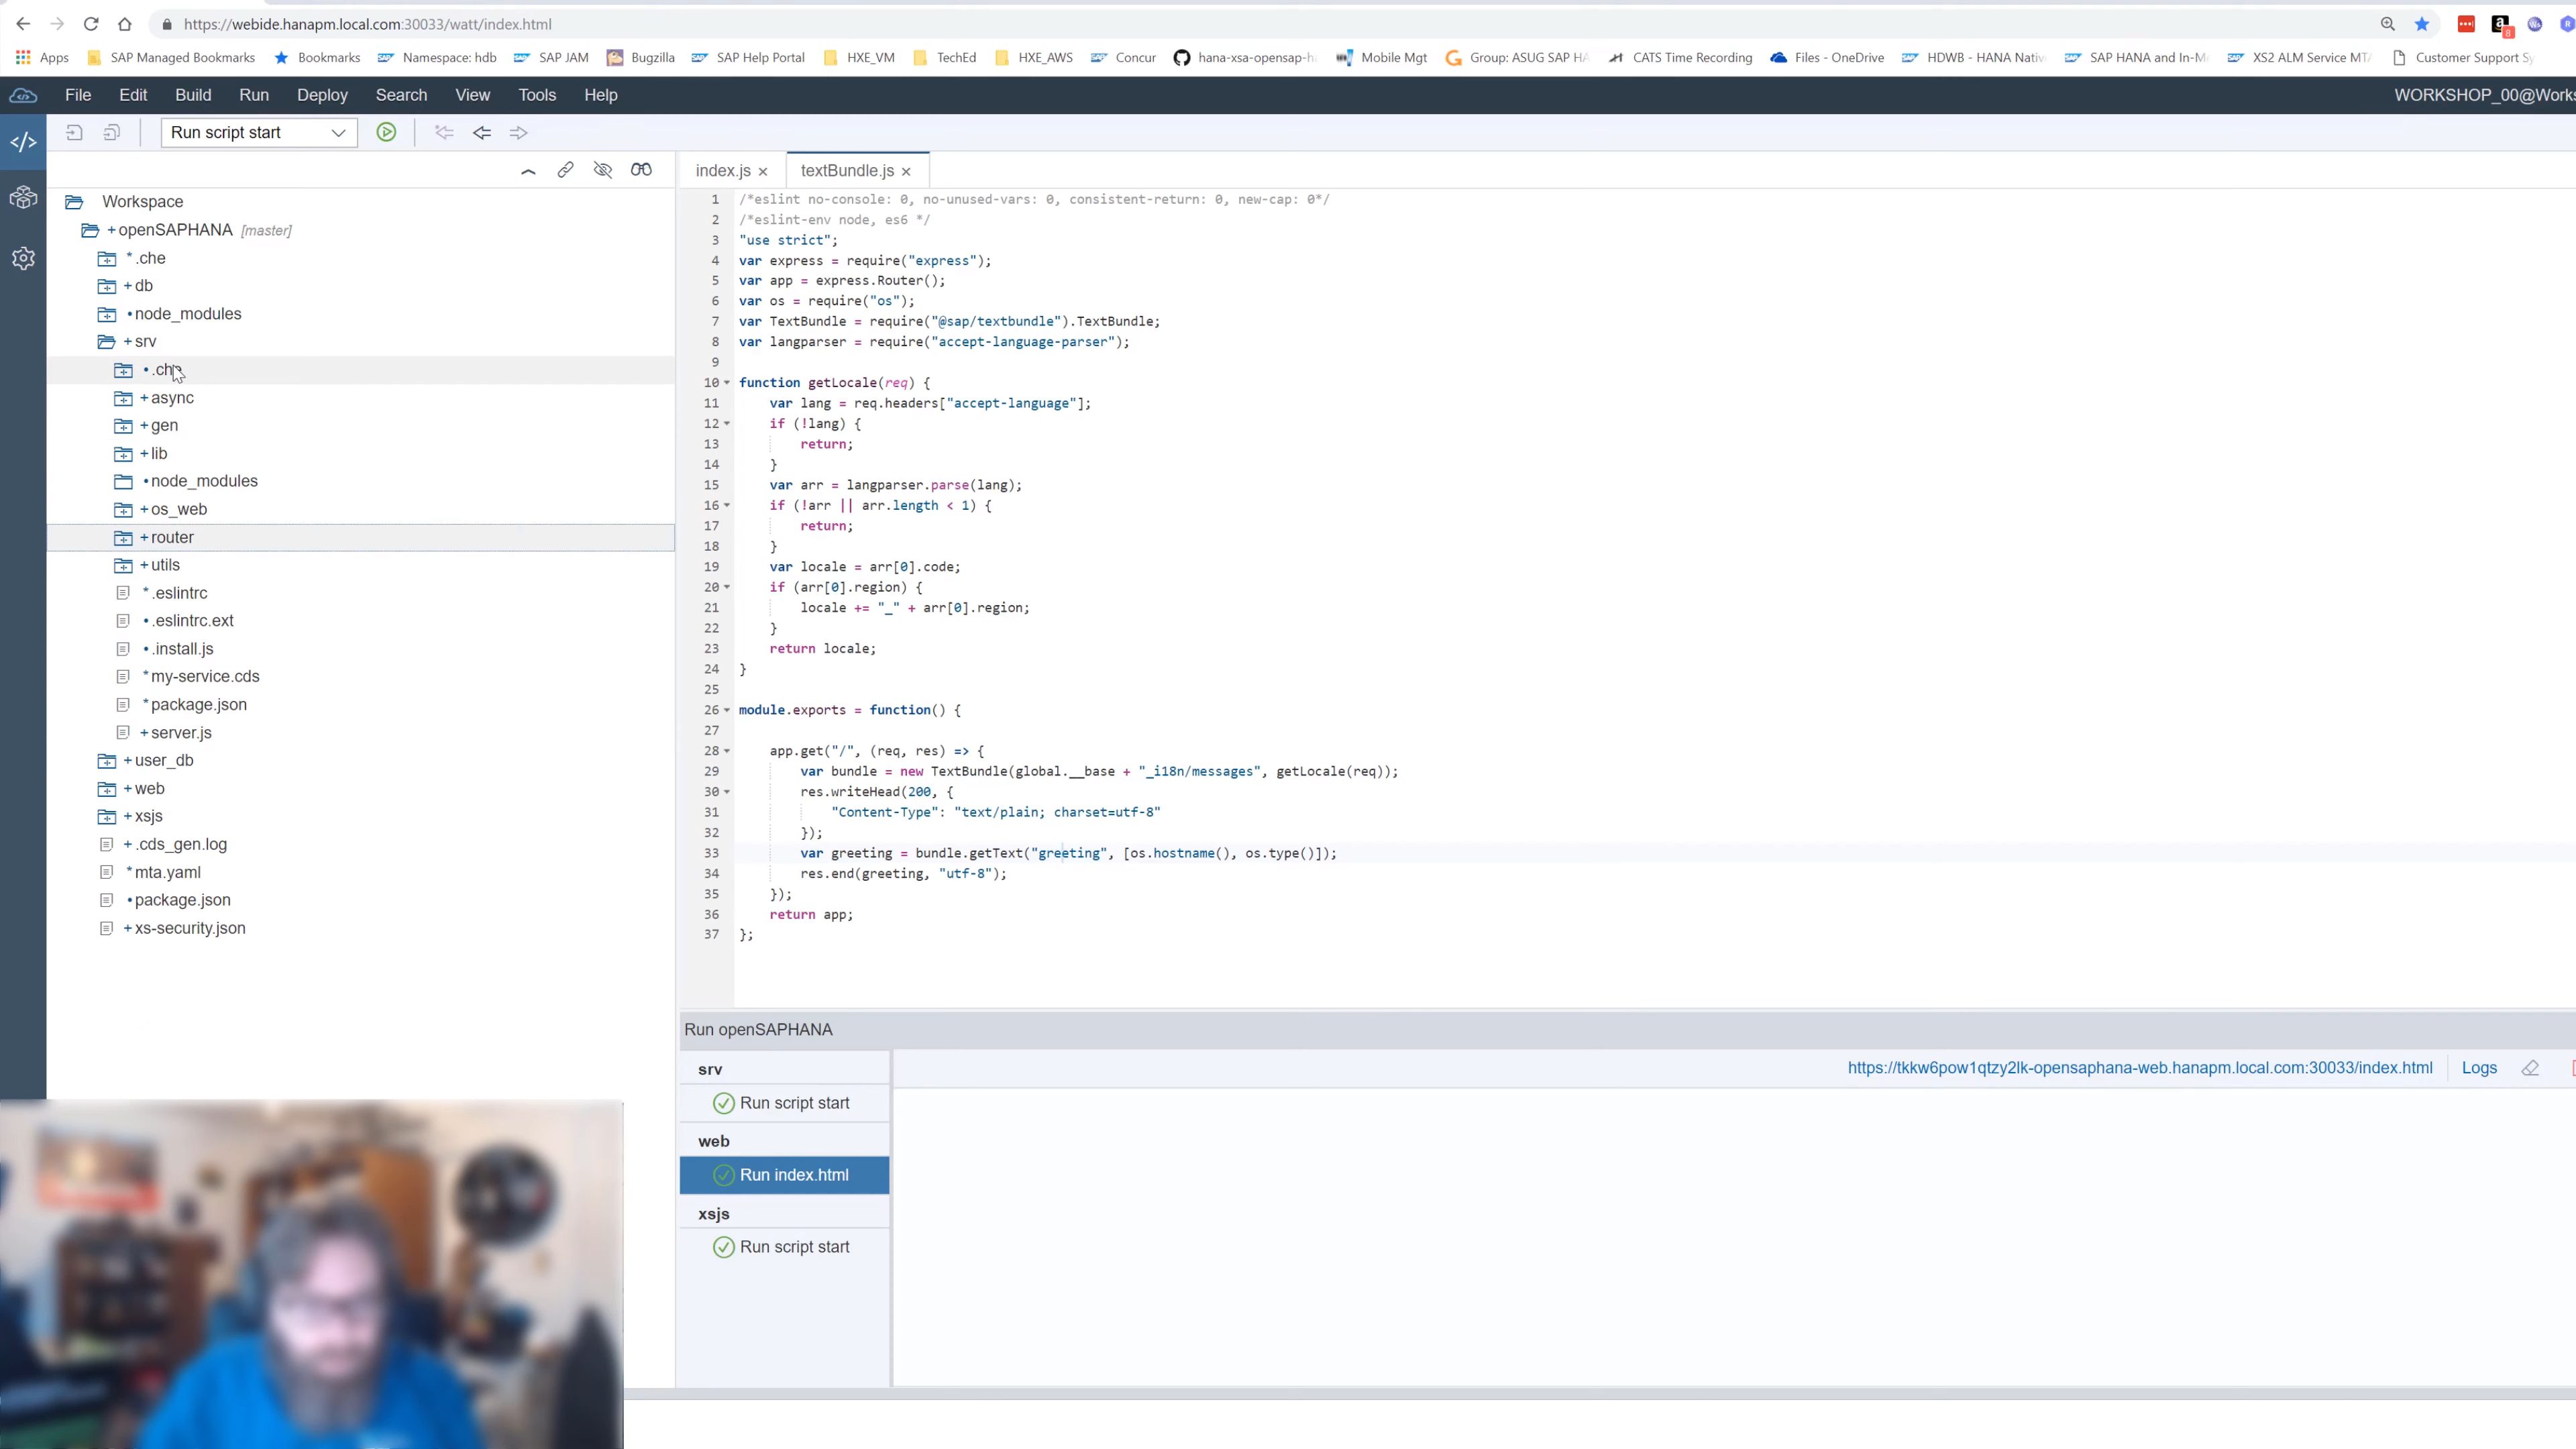 https://webide.hanapm.local.com:30033/watt/index.html
Apps SAP Managed Bookmarks Bookmarks Namespace: hdb SAP JAM Bugzilla SAP Help Portal HXE_VM TechEd HXE_AWS Concur hana-xsa-opensap-h Mobile Mgt Group: ASUG SAP HA CATS Time Recording Files - OneDrive HDWB - HANA Nativ SAP HANA and In-M XS2 ALM Service MTA Customer Support Sy
File Edit Build Run Deploy Search View Tools Help WORKSHOP_00@Works
Run script start
index.js × textBundle.js ×
Workspace
+ openSAPHANA [master]
* .che
+ db
• node_modules
+ srv
• .che
+ async
+ gen
+ lib
• node_modules
+ os_web
+ router
+ utils
* .eslintrc
• .eslintrc.ext
• .install.js
* my-service.cds
* package.json
+ server.js
+ user_db
+ web
+ xsjs
+ .cds_gen.log
* mta.yaml
• package.json
+ xs-security.json
1 /*eslint no-console: 0, no-unused-vars: 0, consistent-return: 0, new-cap: 0*/
2 /*eslint-env node, es6 */
3 "use strict";
4 var express = require("express");
5 var app = express.Router();
6 var os = require("os");
7 var TextBundle = require("@sap/textbundle").TextBundle;
8 var langparser = require("accept-language-parser");
9
10 function getLocale(req) {
11 var lang = req.headers["accept-language"];
12 if (!lang) {
13 return;
14 }
15 var arr = langparser.parse(lang);
16 if (!arr || arr.length < 1) {
17 return;
18 }
19 var locale = arr[0].code;
20 if (arr[0].region) {
21 locale += "_" + arr[0].region;
22 }
23 return locale;
24 }
25
26 module.exports = function() {
27
28 app.get("/", (req, res) => {
29 var bundle = new TextBundle(global.__base + "_i18n/messages", getLocale(req));
30 res.writeHead(200, {
31 "Content-Type": "text/plain; charset=utf-8"
32 });
33 var greeting = bundle.getText("greeting", [os.hostname(), os.type()]);
34 res.end(greeting, "utf-8");
35 });
36 return app;
37 };
Run openSAPHANA
https://tkkw6pow1qtzy2lk-opensaphana-web.hanapm.local.com:30033/index.html Logs
srv
Run script start
web
Run index.html
xsjs
Run script start